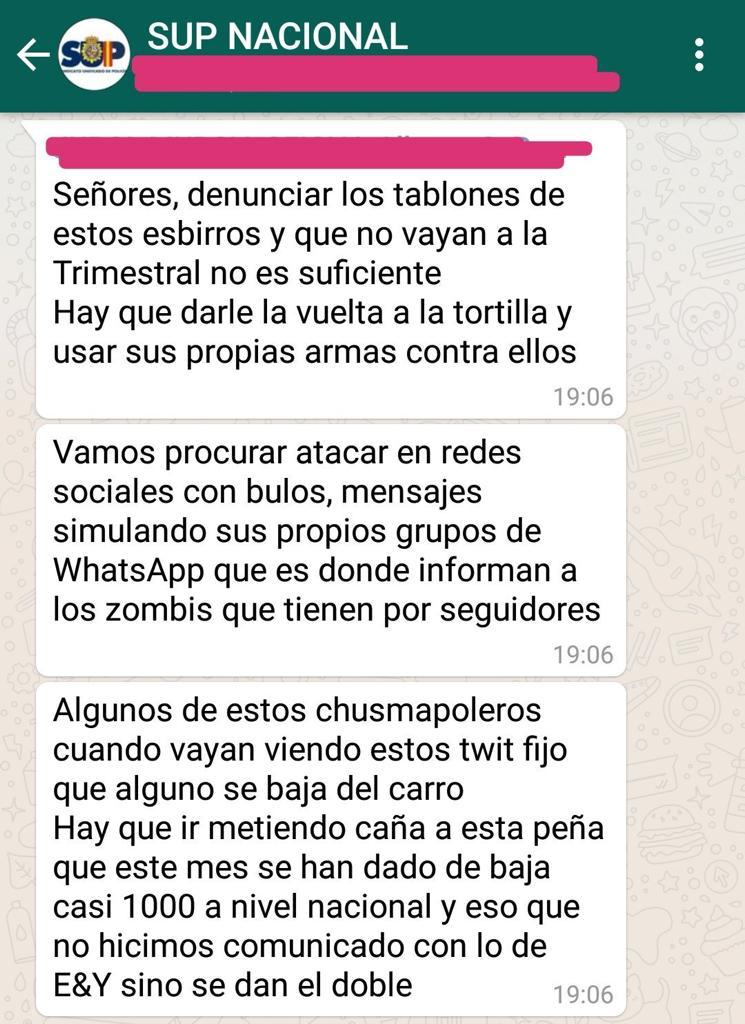 SUP NACIONAL
SUP
Señores, denunciar los tablones de
estos esbirros y que no vayan a la
Trimestral no es suficiente
Hay que darle la vuelta a la tortilla y
usar sus propias armas contra ellos
19:06
Vamos procurar atacar en redes
sociales con bulos, mensajes
simulando sus propios grupos de
WhatsApp que es donde informan a
los zombis que tienen por seguidores
19:06
Algunos de estos chusmapoleros
cuando vayan viendo estos twit fijo
que alguno se baja del carro
Hay que ir metiendo caña a esta peña
que este mes se han dado de baja
casi 1000 a nivel nacional y eso que
no hicimos comunicado con lo de
E&Y sino se dan el doble
19:06